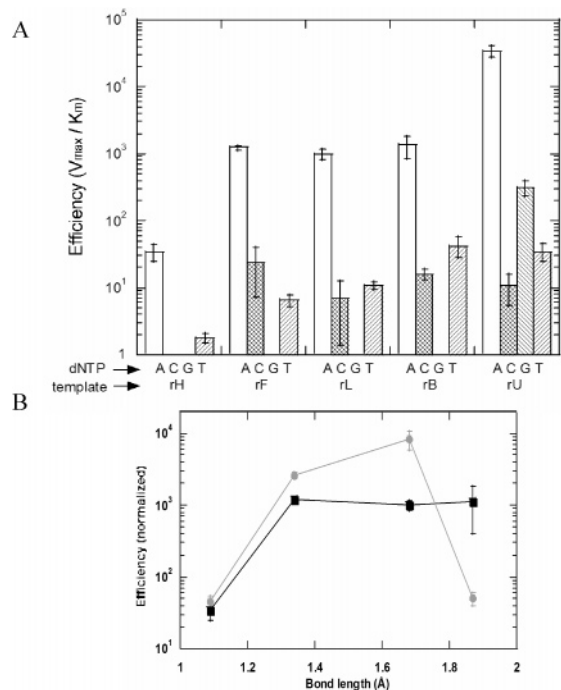 A
Efficiency (Vmax / Km)
10^5
10^4
10^3
10^2
10^1
1
dNTP A C G T A C G T A C G T A C G T A C G T
template rH rF rL rB rU
B
Efficiency (normalized)
10^4
10^3
10^2
10^1
1 1.2 1.4 1.6 1.8 2
Bond length (Å)